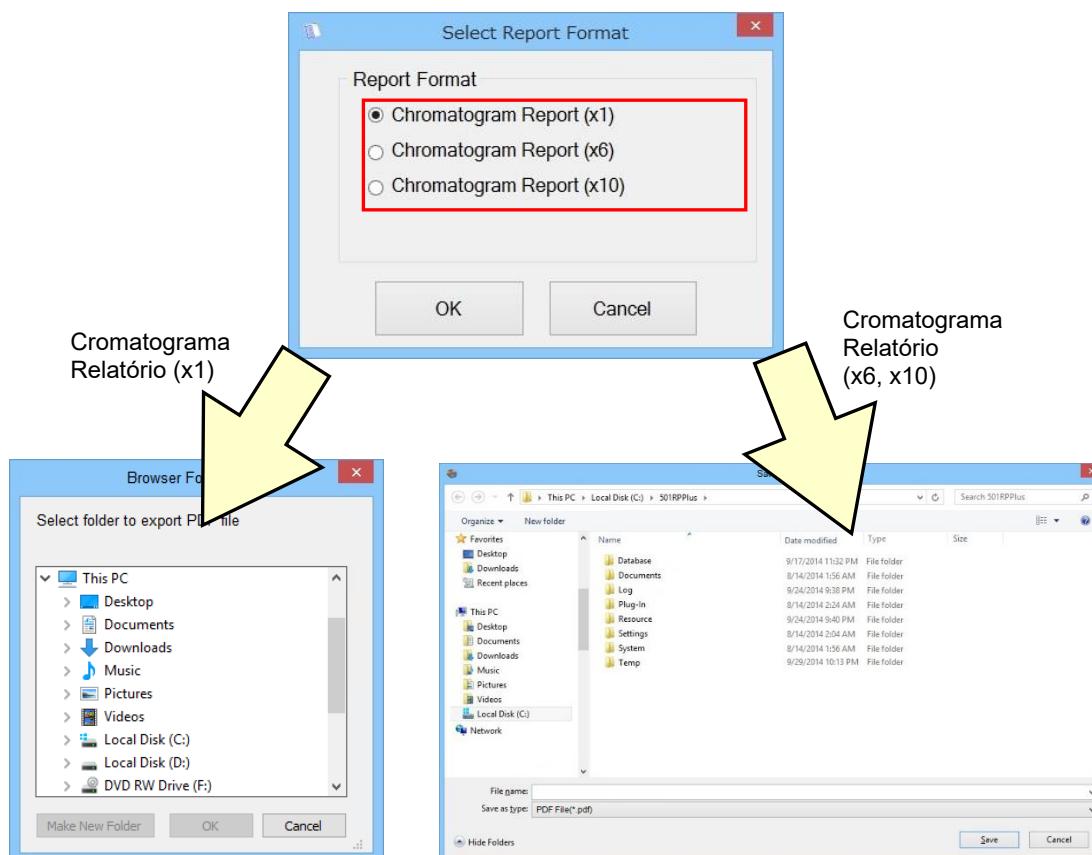 Select Report Format
Report Format
Chromatogram Report (x1)
Chromatogram Report (x6)
Chromatogram Report (x10)
OK
Cancel
Cromatograma
Relatório (x1)
Cromatograma
Relatório
(x6, x10)
Browser
Select folder to export PDF file
This PC
Desktop
Documents
Downloads
Music
Pictures
Videos
Local Disk (C:)
Local Disk (D:)
DVD RW Drive (F:)
Make New Folder
OK
Cancel
This PC
Local Disk (C:)
501RPPlus
Search 501RPPlus
Organize
New folder
Favorites
Desktop
Downloads
Recent places
This PC
Desktop
Documents
Downloads
Music
Pictures
Videos
Local Disk (C:)
Network
Name Date modified Type Size
Database 9/17/2014 11:32 PM File folder
Documents 8/14/2014 1:56 AM File folder
Log 9/24/2014 9:38 PM File folder
Plug-In 8/14/2014 2:24 AM File folder
Resource 9/24/2014 9:40 PM File folder
Settings 8/14/2014 2:04 AM File folder
System 8/14/2014 1:56 AM File folder
Temp 9/29/2014 10:13 PM File folder
File name:
Save as type: PDF File(*.pdf)
Hide Folders
Save
Cancel